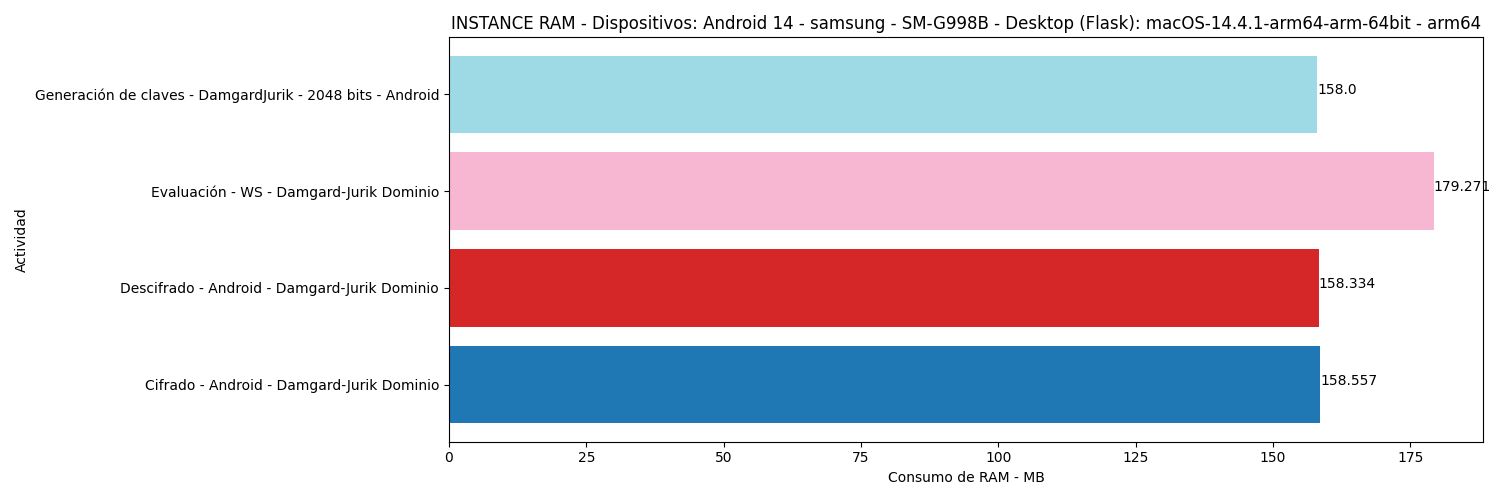 INSTANCE RAM - Dispositivos: Android 14 - samsung - SM-G998B - Desktop (Flask): macOS-14.4.1-arm64-arm-64bit - arm64
Actividad
Generación de claves - DamgardJurik - 2048 bits - Android
158.0
Evaluación - WS - Damgard-Jurik Dominio
179.271
Descifrado - Android - Damgard-Jurik Dominio
158.334
Cifrado - Android - Damgard-Jurik Dominio
158.557
0 25 50 75 100 125 150 175
Consumo de RAM - MB